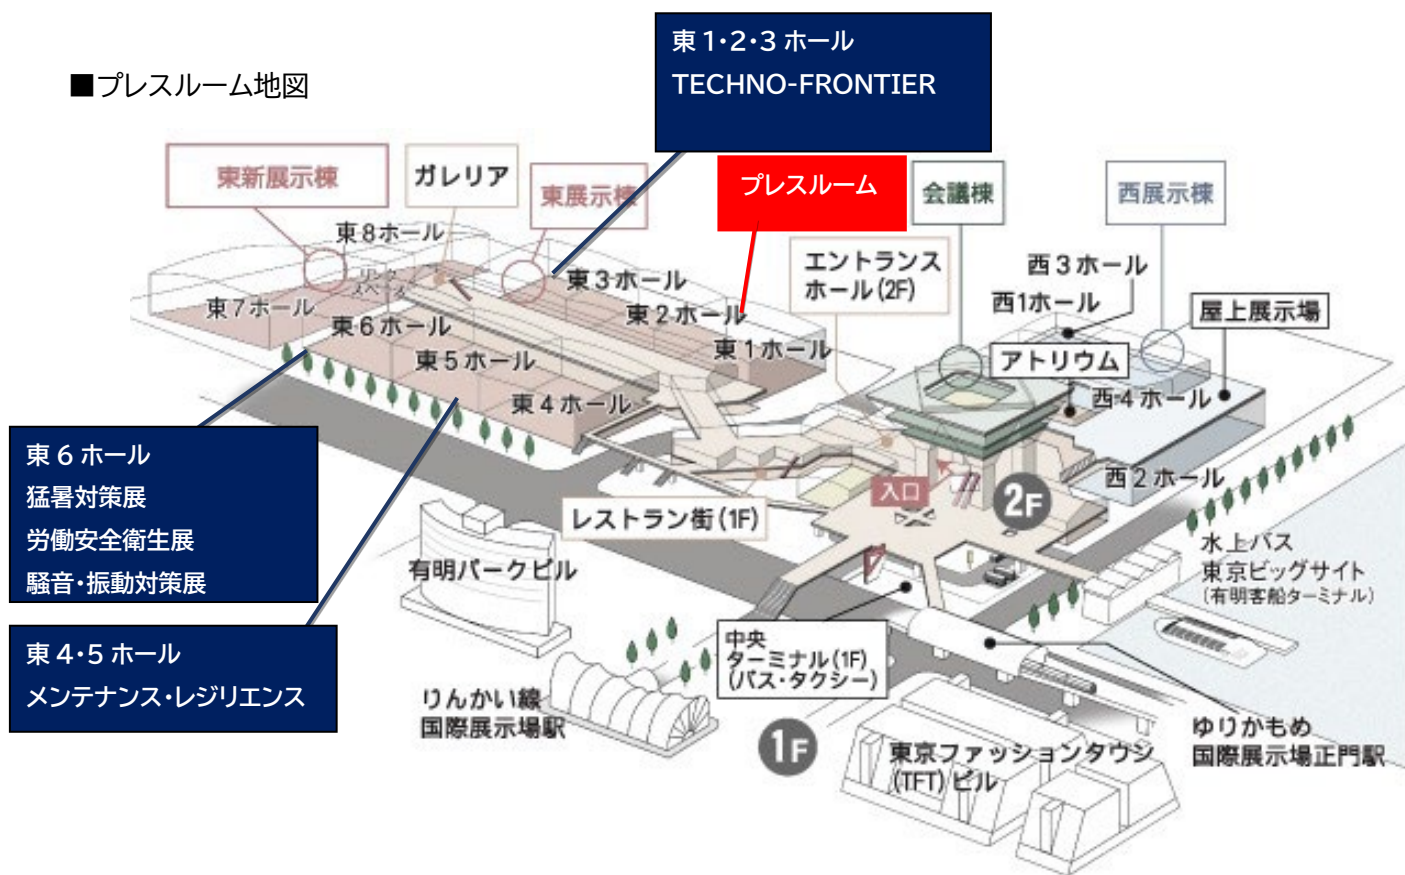 ■プレスルーム地図
東1・2・3 ホール
TECHNO-FRONTIER
東新展示棟
ガレリア
東展示棟
プレスルーム
会議棟
西展示棟
東8ホール
リンク
スペース
東7ホール
東6ホール
東5ホール
東4ホール
東3ホール
東2ホール
東1ホール
エントランス
ホール(2F)
西3ホール
西1ホール
屋上展示場
アトリウム
西4ホール
西2ホール
入口
2F
レストラン街(1F)
東6ホール
猛暑対策展
労働安全衛生展
騒音・振動対策展
東4・5 ホール
メンテナンス・レジリエンス
有明パークビル
水上バス
東京ビッグサイト
(有明客船ターミナル)
中央
ターミナル(1F)
(バス・タクシー)
りんかい線
国際展示場駅
1F
東京ファッションタウン
(TFT)ビル
ゆりかもめ
国際展示場正門駅